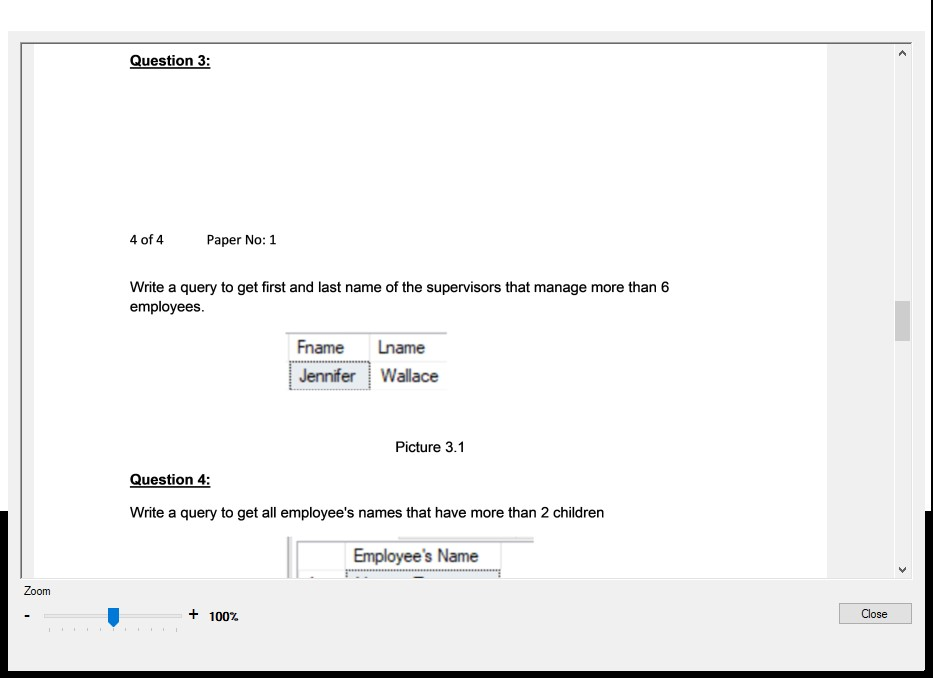 Question 3:
4 of 4 Paper No: 1
Write a query to get first and last name of the supervisors that manage more than 6
employees.
Fname Lname
Jennifer Wallace
Picture 3.1
Question 4:
Write a query to get all employee's names that have more than 2 children
Employee's Name
Zoom
- + 100%
Close